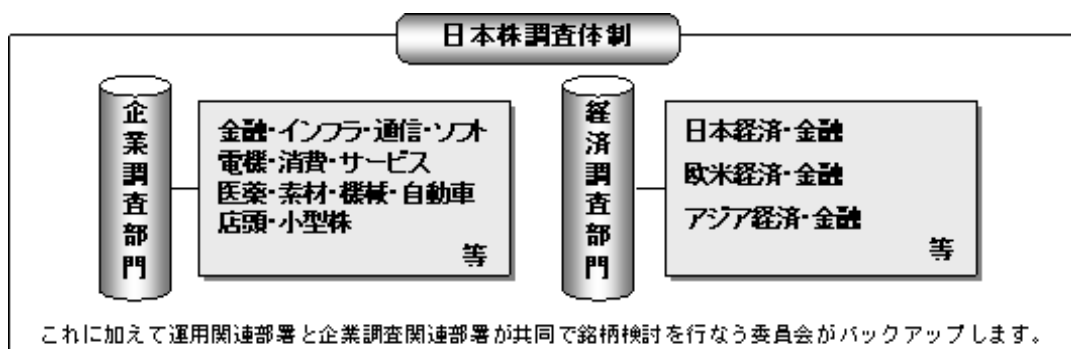 日本株調査体制
企業調査部門
金融・インフラ・通信・ソフト
電機・消費・サービス
医薬・素材・機械・自動車
店頭・小型株
等
経済調査部門
日本経済・金融
欧米経済・金融
アジア経済・金融
等
これに加えて運用関連部署と企業調査関連部署が共同で銘柄検討を行なう委員会がバックアップします。